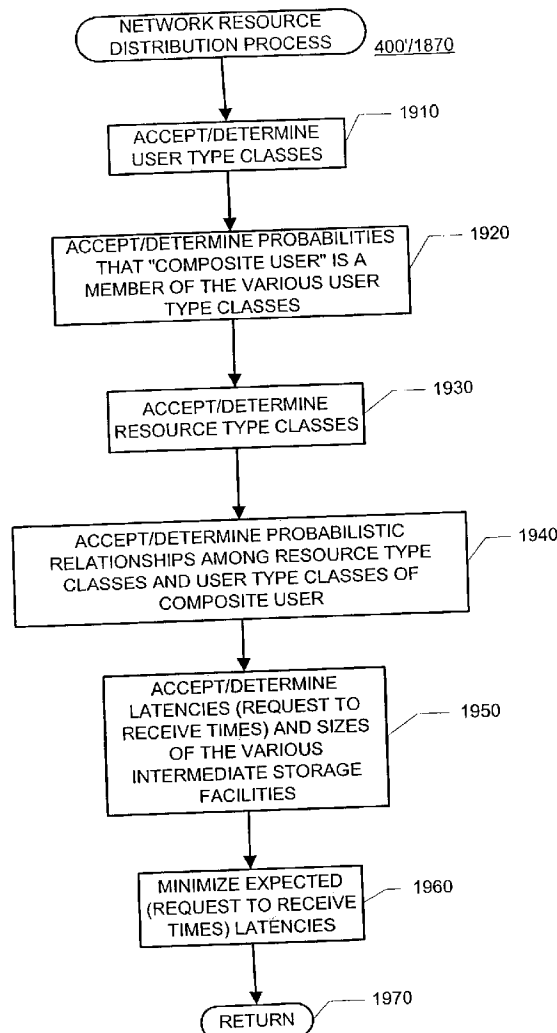 NETWORK RESOURCE
DISTRIBUTION PROCESS
400'/1870
ACCEPT/DETERMINE
USER TYPE CLASSES
1910
ACCEPT/DETERMINE PROBABILITIES
THAT "COMPOSITE USER" IS A
MEMBER OF THE VARIOUS USER
TYPE CLASSES
1920
ACCEPT/DETERMINE
RESOURCE TYPE CLASSES
1930
ACCEPT/DETERMINE PROBABILISTIC
RELATIONSHIPS AMONG RESOURCE TYPE
CLASSES AND USER TYPE CLASSES OF
COMPOSITE USER
1940
ACCEPT/DETERMINE
LATENCIES (REQUEST TO
RECEIVE TIMES) AND SIZES
OF THE VARIOUS
INTERMEDIATE STORAGE
FACILITIES
1950
MINIMIZE EXPECTED
(REQUEST TO RECEIVE
TIMES) LATENCIES
1960
RETURN
1970